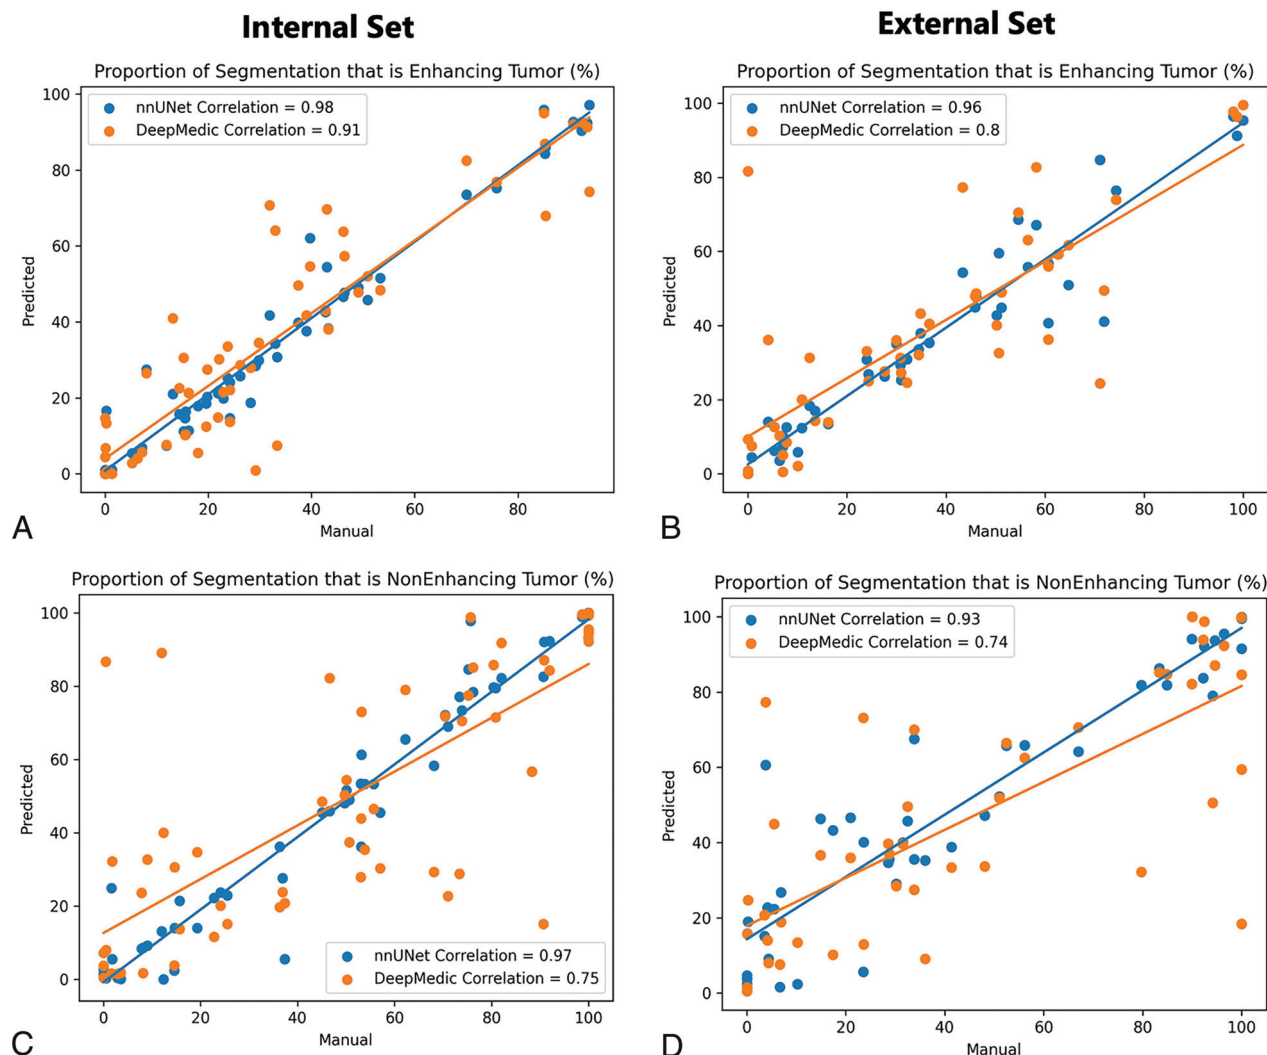 Internal Set
External Set
Proportion of Segmentation that is Enhancing Tumor (%)
nnUNet Correlation = 0.98
DeepMedic Correlation = 0.91
100
80
60
40
20
0
Predicted
0
20
40
60
80
Manual
A
Proportion of Segmentation that is Enhancing Tumor (%)
nnUNet Correlation = 0.96
DeepMedic Correlation = 0.8
100
80
60
40
20
0
Predicted
0
20
40
60
80
100
Manual
B
Proportion of Segmentation that is NonEnhancing Tumor (%)
100
80
60
40
20
0
Predicted
nnUNet Correlation = 0.97
DeepMedic Correlation = 0.75
0
20
40
60
80
100
Manual
C
Proportion of Segmentation that is NonEnhancing Tumor (%)
nnUNet Correlation = 0.93
DeepMedic Correlation = 0.74
100
80
60
40
20
0
Predicted
0
20
40
60
80
100
Manual
D